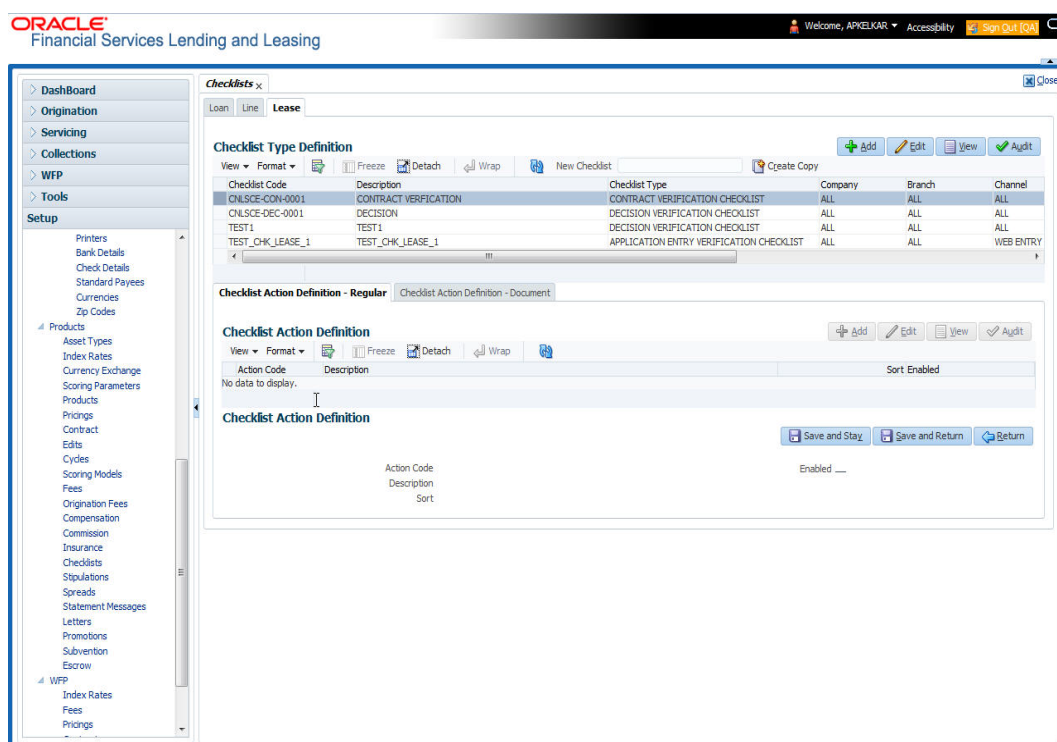 ORACLE
Financial Services Lending and Leasing
Welcome, APKELKAR Accessibility Sign Out [QA]
Close
DashBoard
Origination
Servicing
Collections
WFP
Tools
Setup
Printers
Bank Details
Check Details
Standard Payees
Currencies
Zip Codes
Products
Asset Types
Index Rates
Currency Exchange
Scoring Parameters
Products
Pricings
Contract
Edits
Cycles
Scoring Models
Fees
Origination Fees
Compensation
Commission
Insurance
Checklists
Stipulations
Spreads
Statement Messages
Letters
Promotions
Subvention
Escrow
WFP
Index Rates
Fees
Pricings
Checklists
Loan Line Lease
Checklist Type Definition
Add Edit View Audit
View Format Freeze Detach Wrap New Checklist Create Copy
Checklist Code Description Checklist Type Company Branch Channel
CNLSCE-CON-0001 CONTRACT VERFICATION CONTRACT VERIFICATION CHECKLIST ALL ALL ALL
CNLSCE-DEC-0001 DECISION DECISION VERIFICATION CHECKLIST ALL ALL ALL
TEST1 TEST1 DECISION VERIFICATION CHECKLIST ALL ALL ALL
TEST_CHK_LEASE_1 TEST_CHK_LEASE_1 APPLICATION ENTRY VERIFICATION CHECKLIST ALL ALL WEB ENTRY
Checklist Action Definition - Regular Checklist Action Definition - Document
Checklist Action Definition
Add Edit View Audit
View Format Freeze Detach Wrap
Action Code Description Sort Enabled
No data to display.
Checklist Action Definition
Save and Stay Save and Return Return
Action Code Enabled
Description
Sort